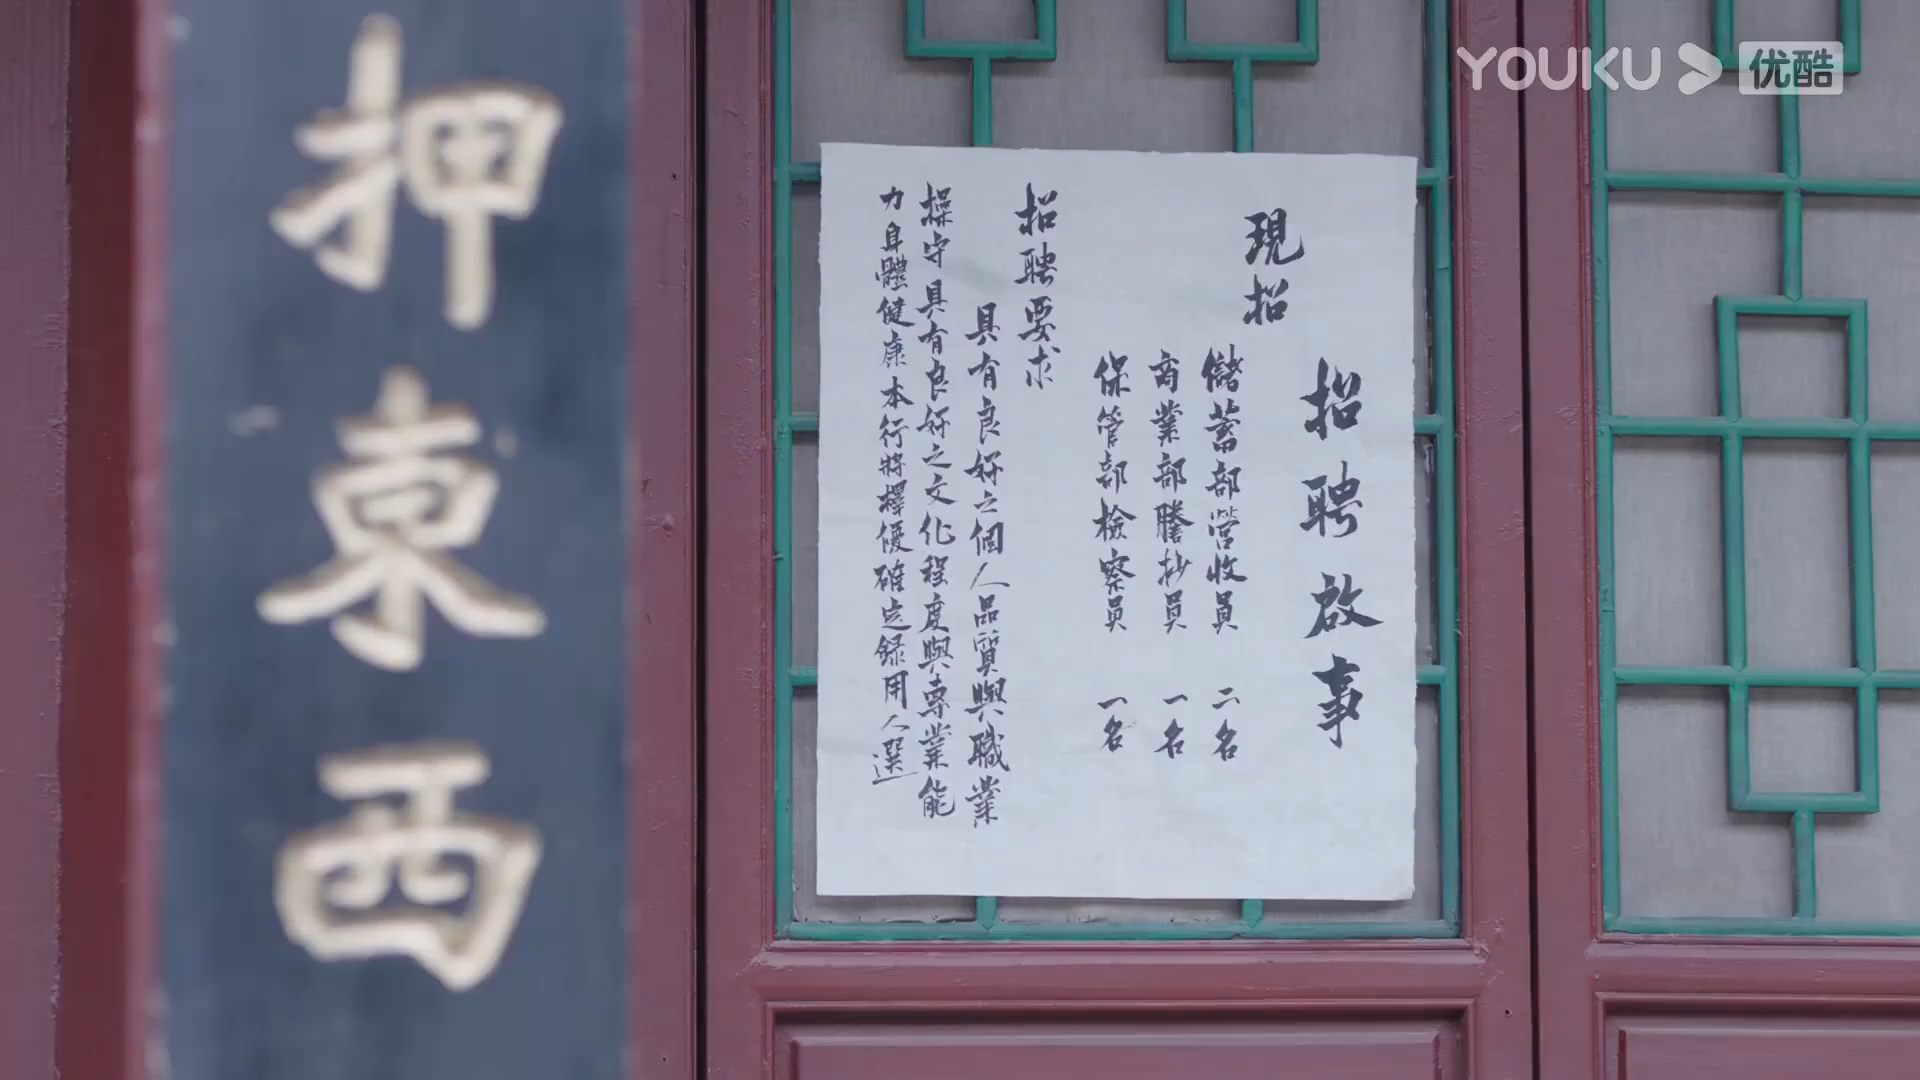 押東西
招聘啟事
現招
儲蓄部營收員 二名
商業部謄抄員 一名
保管部檢察員 一名
招聘要求
具有良好之個人品質與職業
操守具有良好之文化程度與專業能
力身體健康本行將擇優確定録用人選
YOUKU 优酷